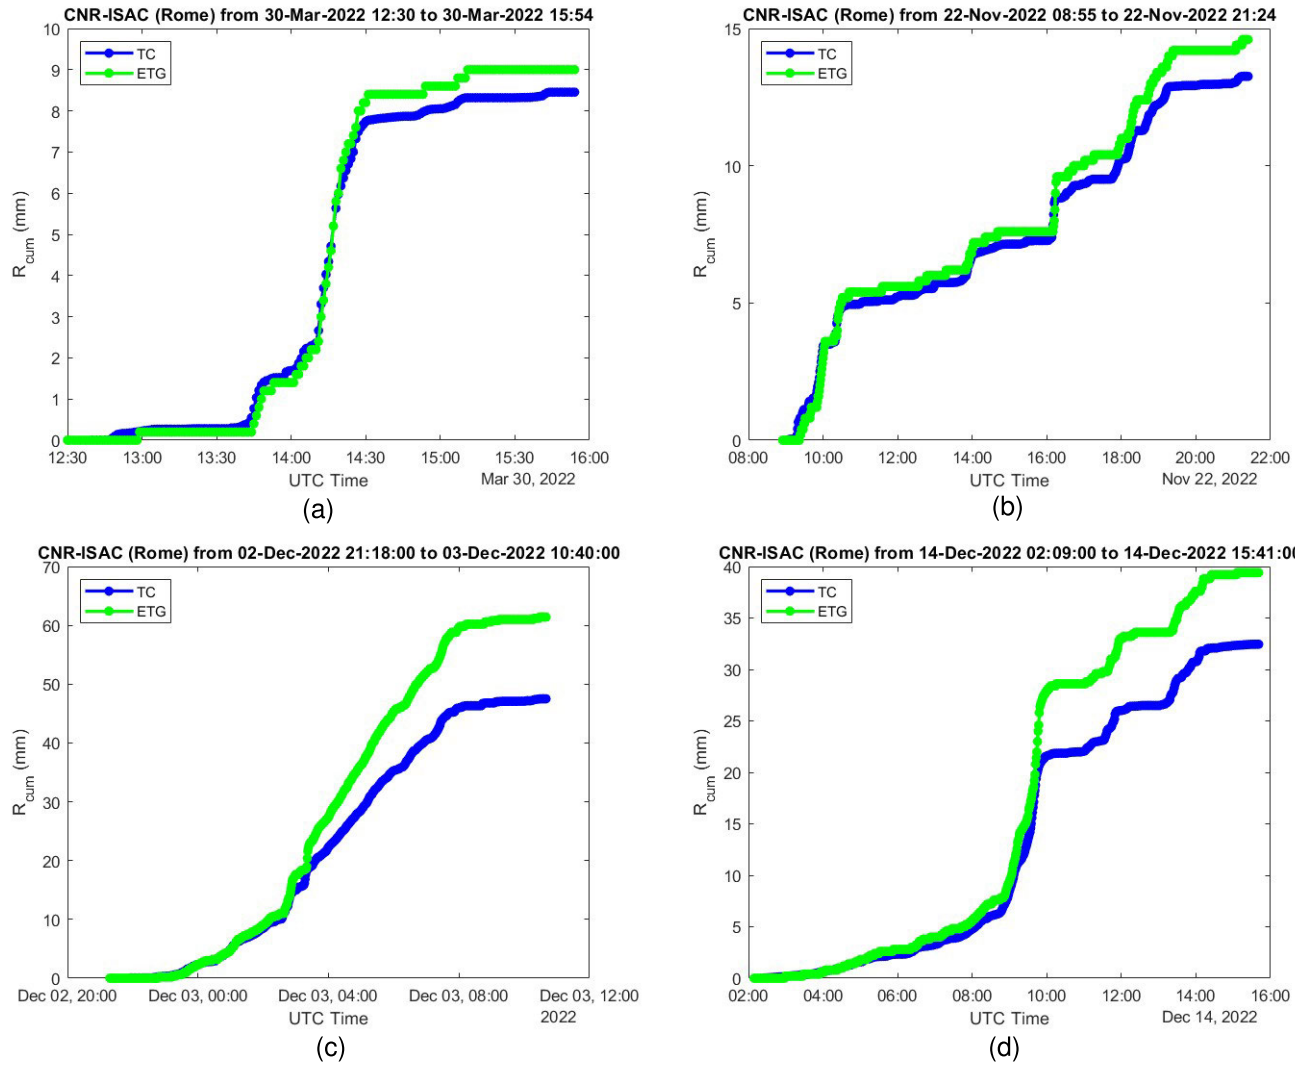 CNR-ISAC (Rome) from 30-Mar-2022 12:30 to 30-Mar-2022 15:54
10
9
8
7
6
5
4
3
2
1
0
R_cum (mm)
TC
ETG
12:30 13:00 13:30 14:00 14:30 15:00 15:30 16:00
UTC Time Mar 30, 2022
(a)
CNR-ISAC (Rome) from 22-Nov-2022 08:55 to 22-Nov-2022 21:24
15
10
5
0
R_cum (mm)
TC
ETG
08:00 10:00 12:00 14:00 16:00 18:00 20:00 22:00
UTC Time Nov 22, 2022
(b)
CNR-ISAC (Rome) from 02-Dec-2022 21:18:00 to 03-Dec-2022 10:40:00
70
60
50
40
30
20
10
0
R_cum (mm)
TC
ETG
Dec 02, 20:00 Dec 03, 00:00 Dec 03, 04:00 Dec 03, 08:00 Dec 03, 12:00
UTC Time 2022
(c)
CNR-ISAC (Rome) from 14-Dec-2022 02:09:00 to 14-Dec-2022 15:41:00
40
35
30
25
20
15
10
5
0
R_cum (mm)
TC
ETG
02:00 04:00 06:00 08:00 10:00 12:00 14:00 16:00
UTC Time Dec 14, 2022
(d)